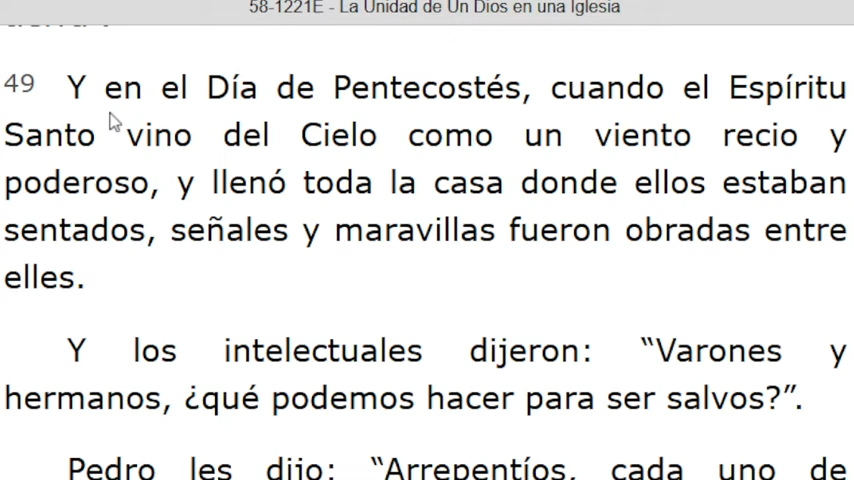 58-1221E - La Unidad de Un Dios en una Iglesia
49 Y en el Día de Pentecostés, cuando el Espíritu
Santo vino del Cielo como un viento recio y
poderoso, y llenó toda la casa donde ellos estaban
sentados, señales y maravillas fueron obradas entre
elles.
Y los intelectuales dijeron: “Varones y
hermanos, ¿qué podemos hacer para ser salvos?”.
Pedro les dijo: “Arrepentíos, cada uno de